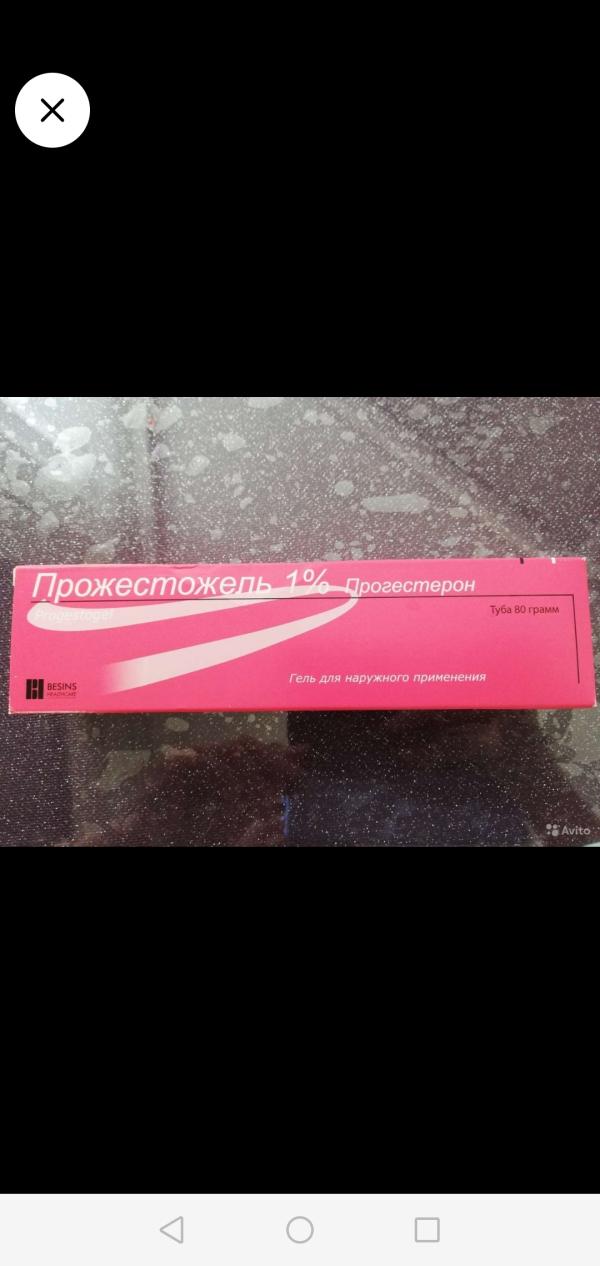 Прожестожель 1% Прогестерон
Progestogel
Туба 80 грамм
Гель для наружного применения
BESINS
HEALTHCARE
Avito